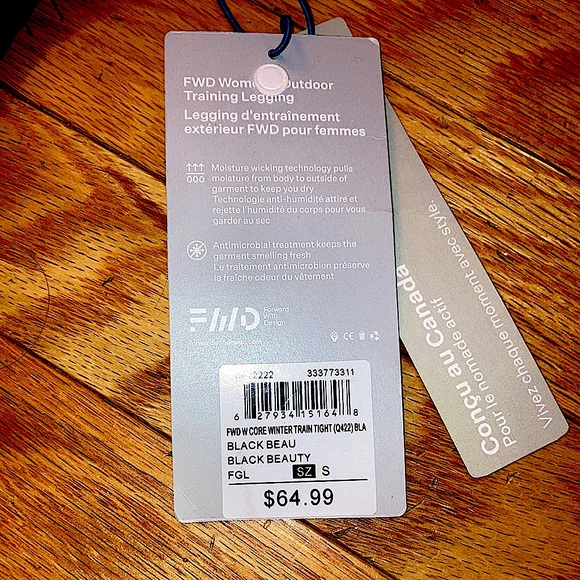 FWD Women's Outdoor
Training Legging
Legging d'entraînement
extérieur FWD pour femmes
Moisture wicking technology pulls
moisture from body to outside of
garment to keep you dry
Technologie anti-humidité attire et
rejette l'humidité du corps pour vous
garder au sec
Antimicrobial treatment keeps the
garment smelling fresh
Le traitement antimicrobien préserve
la fraîche odeur du vêtement
FWD
Forward
With
Design
2222 333773311
6 27934 15164 8
FWD W CORE WINTER TRAIN TIGHT (Q422) BLA
BLACK BEAU
BLACK BEAUTY
FGL SZ S
$64.99
Conçu au Canada
Pour le nomade actif
Vivez chaque moment avec style.